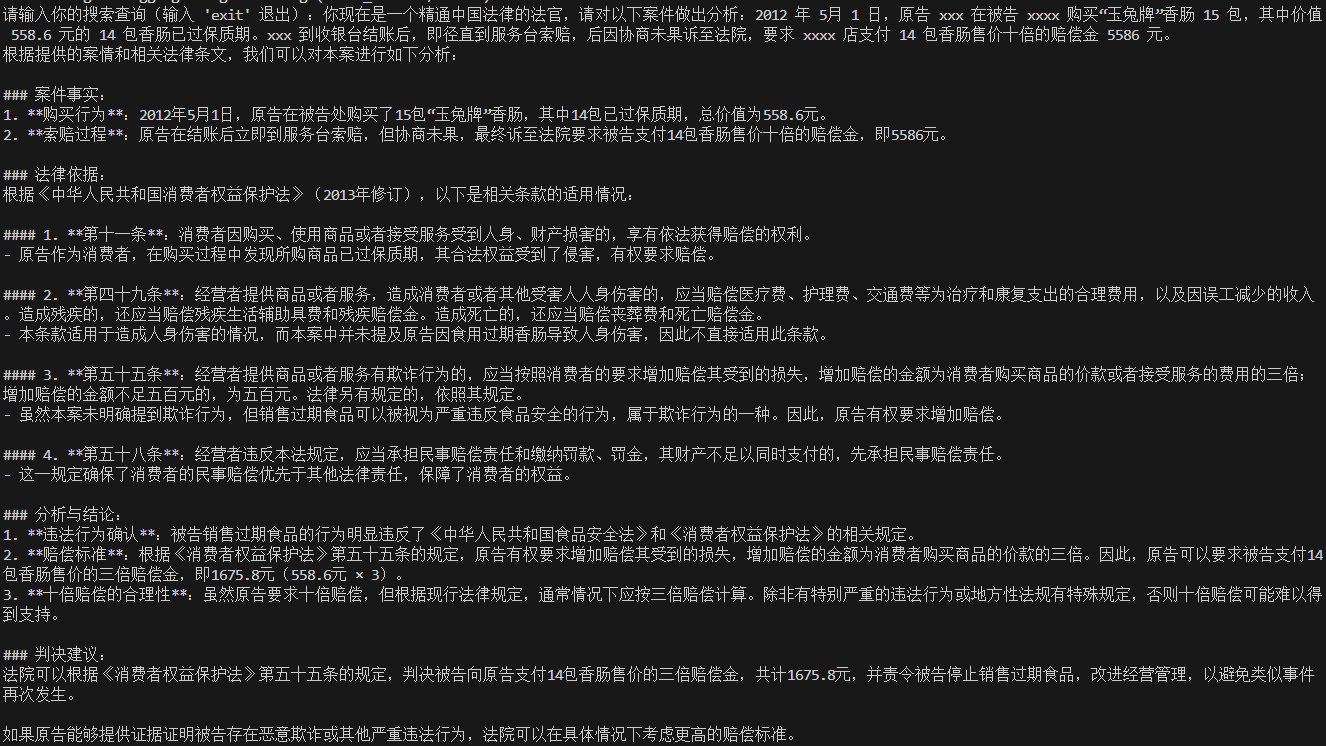 请输入你的搜索查询（输入 'exit' 退出）：你现在是一个精通中国法律的法官，请对以下案件做出分析：2012 年 5月 1 日，原告 xxx 在被告 xxxx 购买“玉兔牌”香肠 15 包，其中价值
 558.6 元的 14 包香肠已过保质期。xxx 到收银台结账后，即径直到服务台索赔，后因协商未果诉至法院，要求 xxxx 店支付 14 包香肠售价十倍的赔偿金 5586 元。
根据提供的案情和相关法律条文，我们可以对本案进行如下分析：
### 案件事实：
1. **购买行为**：2012年5月1日，原告在被告处购买了15包“玉兔牌”香肠，其中14包已过保质期，总价值为558.6元。
2. **索赔过程**：原告在结账后立即到服务台索赔，但协商未果，最终诉至法院要求被告支付14包香肠售价十倍的赔偿金，即5586元。
### 法律依据：
根据《中华人民共和国消费者权益保护法》（2013年修订），以下是相关条款的适用情况：
#### 1. **第十一条**：消费者因购买、使用商品或者接受服务受到人身、财产损害的，享有依法获得赔偿的权利。
- 原告作为消费者，在购买过程中发现所购商品已过保质期，其合法权益受到了侵害，有权要求赔偿。
#### 2. **第四十九条**：经营者提供商品或者服务，造成消费者或者其他受害人人身伤害的，应当赔偿医疗费、护理费、交通费等为治疗和康复支出的合理费用，以及因误工减少的收入
。造成残疾的，还应当赔偿残疾生活辅助具费和残疾赔偿金。造成死亡的，还应当赔偿丧葬费和死亡赔偿金。
- 本条款适用于造成人身伤害的情况，而本案中并未提及原告因食用过期香肠导致人身伤害，因此不直接适用此条款。
#### 3. **第五十五条**：经营者提供商品或者服务有欺诈行为的，应当按照消费者的要求增加赔偿其受到的损失，增加赔偿的金额为消费者购买商品的价款或者接受服务的费用的三倍；
增加赔偿的金额不足五百元的，为五百元。法律另有规定的，依照其规定。
- 虽然本案未明确提到欺诈行为，但销售过期食品可以被视为严重违反食品安全的行为，属于欺诈行为的一种。因此，原告有权要求增加赔偿。
#### 4. **第五十八条**：经营者违反本法规定，应当承担民事赔偿责任和缴纳罚款、罚金，其财产不足以同时支付的，先承担民事赔偿责任。
- 这一规定确保了消费者的民事赔偿优先于其他法律责任，保障了消费者的权益。
### 分析与结论：
1. **违法行为确认**：被告销售过期食品的行为明显违反了《中华人民共和国食品安全法》和《消费者权益保护法》的相关规定。
2. **赔偿标准**：根据《消费者权益保护法》第五十五条的规定，原告有权要求增加赔偿其受到的损失，增加赔偿的金额为消费者购买商品的价款的三倍。因此，原告可以要求被告支付14
包香肠售价的三倍赔偿金，即1675.8元（558.6元 × 3）。
3. **十倍赔偿的合理性**：虽然原告要求十倍赔偿，但根据现行法律规定，通常情况下应按三倍赔偿计算。除非有特别严重的违法行为或地方性法规有特殊规定，否则十倍赔偿可能难以得
到支持。
### 判决建议：
法院可以根据《消费者权益保护法》第五十五条的规定，判决被告向原告支付14包香肠售价的三倍赔偿金，共计1675.8元，并责令被告停止销售过期食品，改进经营管理，以避免类似事件
再次发生。
如果原告能够提供证据证明被告存在恶意欺诈或其他严重违法行为，法院可以在具体情况下考虑更高的赔偿标准。